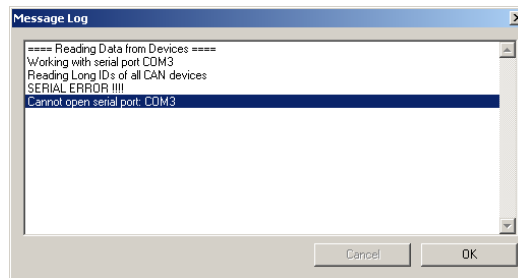 Message Log
==== Reading Data from Devices ====
Working with serial port COM3
Reading Long IDs of all CAN devices
SERIAL ERROR !!!!
Cannot open serial port: COM3
Cancel OK